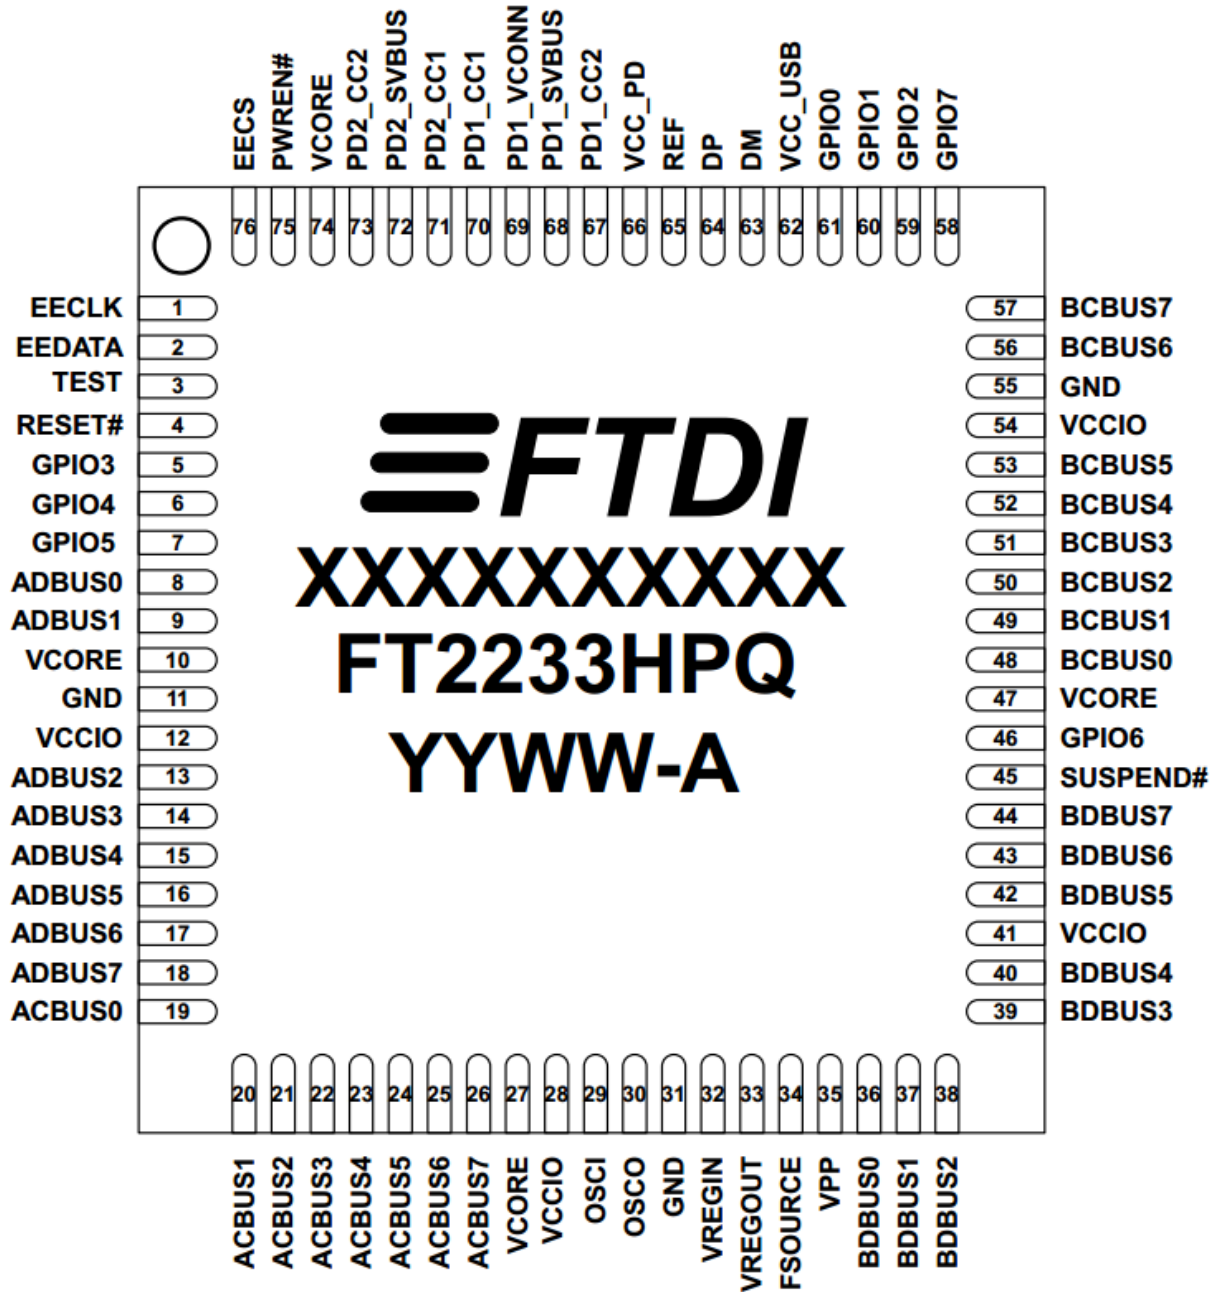 EECS PWREN# VCORE PD2_CC2 PD2_SVBUS PD2_CC1 PD1_CC1 PD1_VCONN PD1_SVBUS PD1_CC2 VCC_PD REF DP DM VCC_USB GPIO0 GPIO1 GPIO2 GPIO7
76 75 74 73 72 71 70 69 68 67 66 65 64 63 62 61 60 59 58
EECLK 1 57 BCBUS7
EEDATA 2 56 BCBUS6
TEST 3 55 GND
RESET# 4 54 VCCIO
GPIO3 5 53 BCBUS5
GPIO4 6 52 BCBUS4
GPIO5 7 51 BCBUS3
ADBUS0 8 50 BCBUS2
ADBUS1 9 49 BCBUS1
VCORE 10 48 BCBUS0
GND 11 47 VCORE
VCCIO 12 46 GPIO6
ADBUS2 13 45 SUSPEND#
ADBUS3 14 44 BDBUS7
ADBUS4 15 43 BDBUS6
ADBUS5 16 42 BDBUS5
ADBUS6 17 41 VCCIO
ADBUS7 18 40 BDBUS4
ACBUS0 19 39 BDBUS3
FTDI
XXXXXXXXXX
FT2233HPQ
YYWW-A
20 21 22 23 24 25 26 27 28 29 30 31 32 33 34 35 36 37 38
ACBUS1 ACBUS2 ACBUS3 ACBUS4 ACBUS5 ACBUS6 ACBUS7 VCORE VCCIO OSCI OSCO GND VREGIN VREGOUT FSOURCE VPP BDBUS0 BDBUS1 BDBUS2